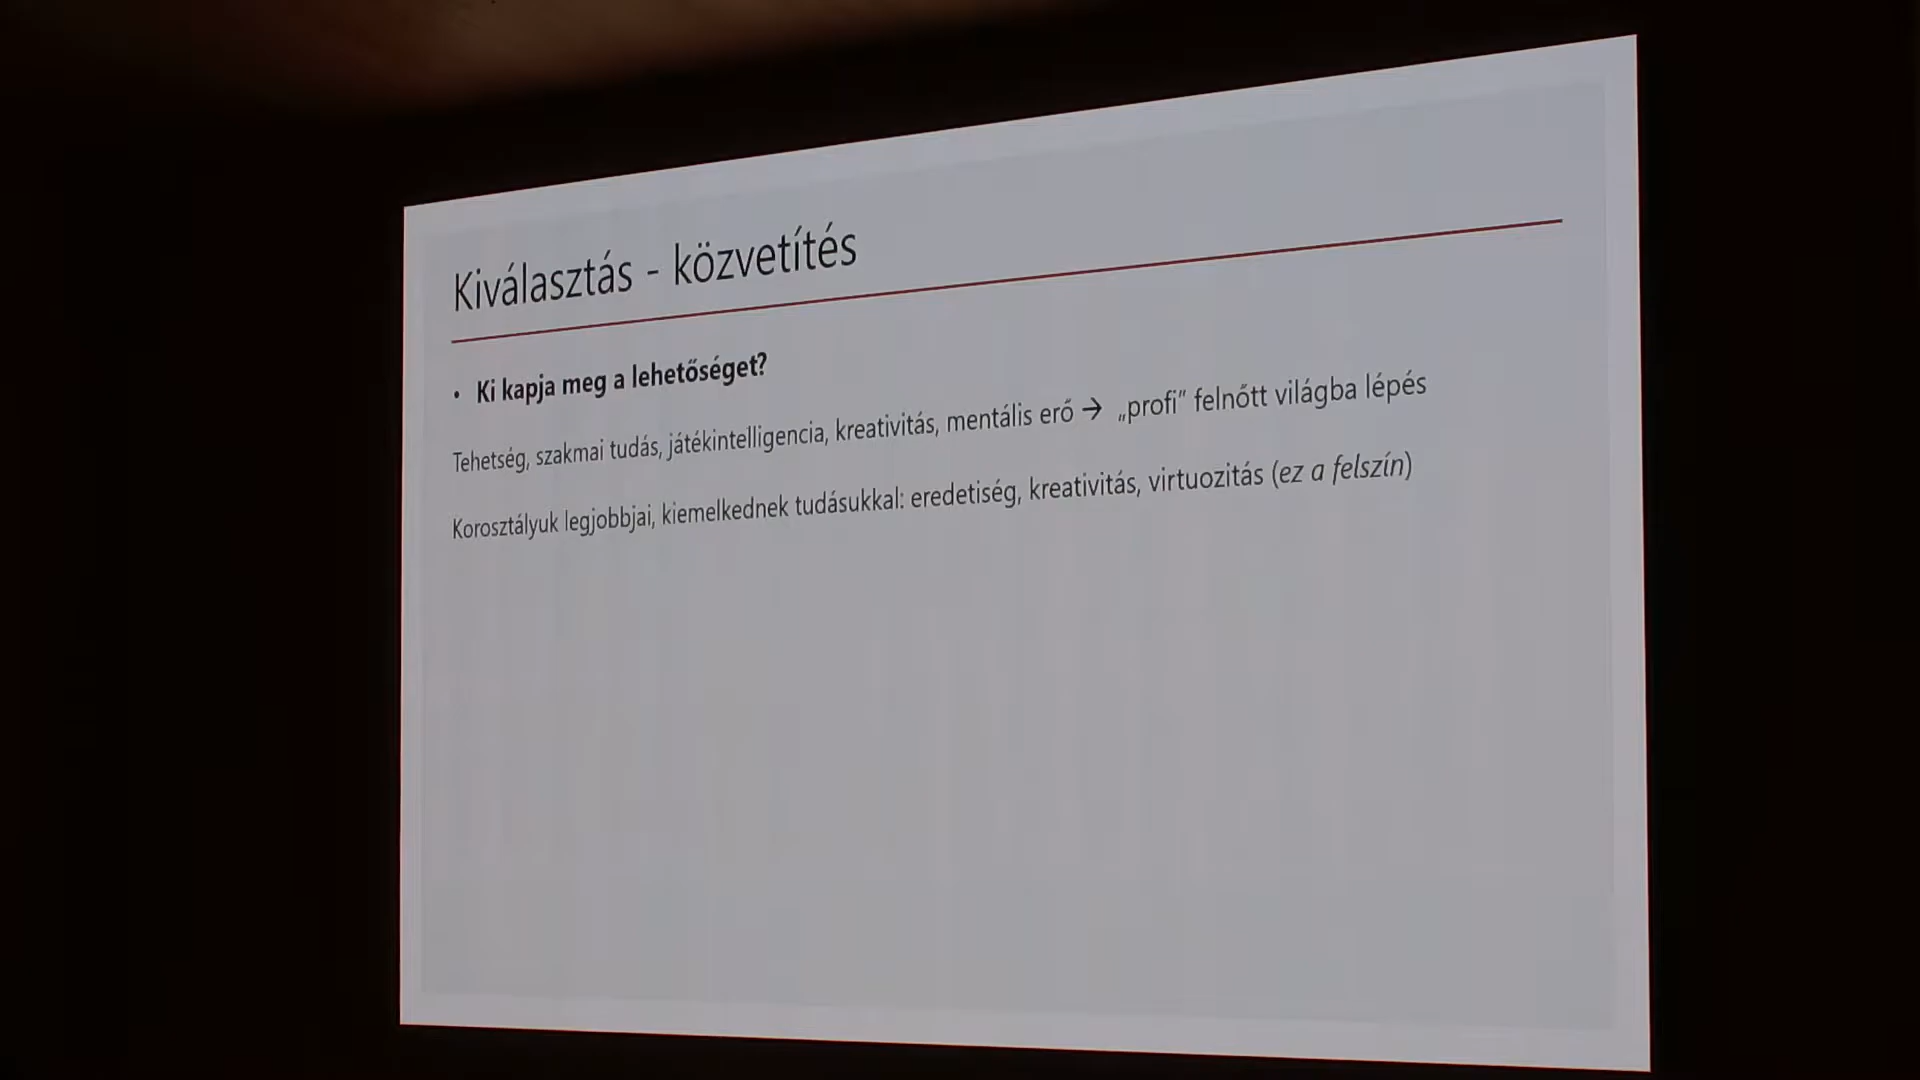 Kiválasztás - közvetítés
• Ki kapja meg a lehetőséget?
Tehetség, szakmai tudás, játékintelligencia, kreativitás, mentális erő → „profi” felnőtt világba lépés
Korosztályuk legjobbjai, kiemelkednek tudásukkal: eredetiség, kreativitás, virtuozitás (ez a felszín)